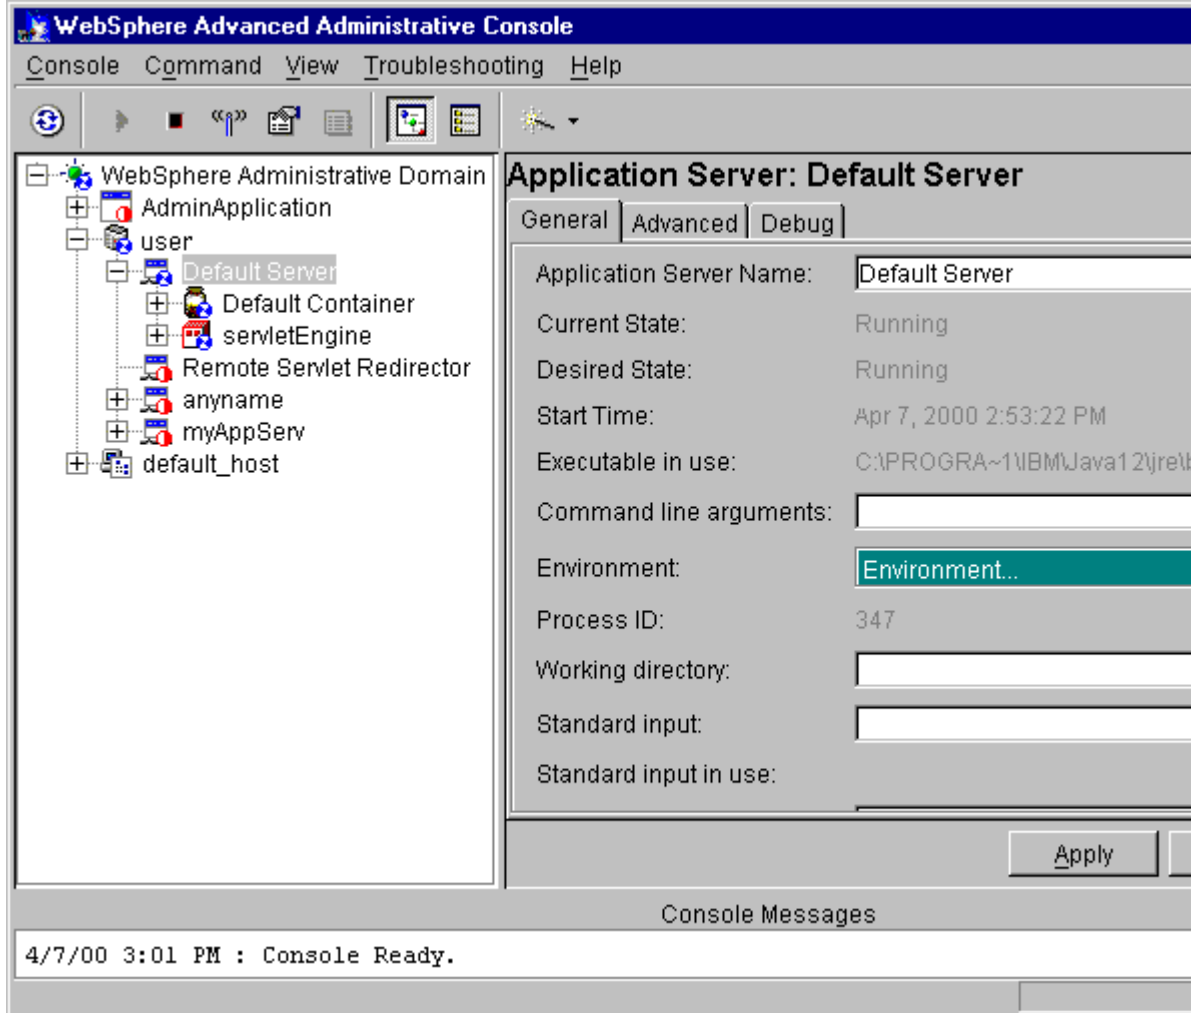 WebSphere Advanced Administrative Console
Console Command View Troubleshooting Help
WebSphere Administrative Domain
AdminApplication
user
Default Server
Default Container
servletEngine
Remote Servlet Redirector
anyname
myAppServ
default_host
Application Server: Default Server
General Advanced Debug
Application Server Name: Default Server
Current State: Running
Desired State: Running
Start Time: Apr 7, 2000 2:53:22 PM
Executable in use: C:\PROGRA~1\IBM\Java12\jre\b
Command line arguments:
Environment: Environment...
Process ID: 347
Working directory:
Standard input:
Standard input in use:
Apply
Console Messages
4/7/00 3:01 PM : Console Ready.